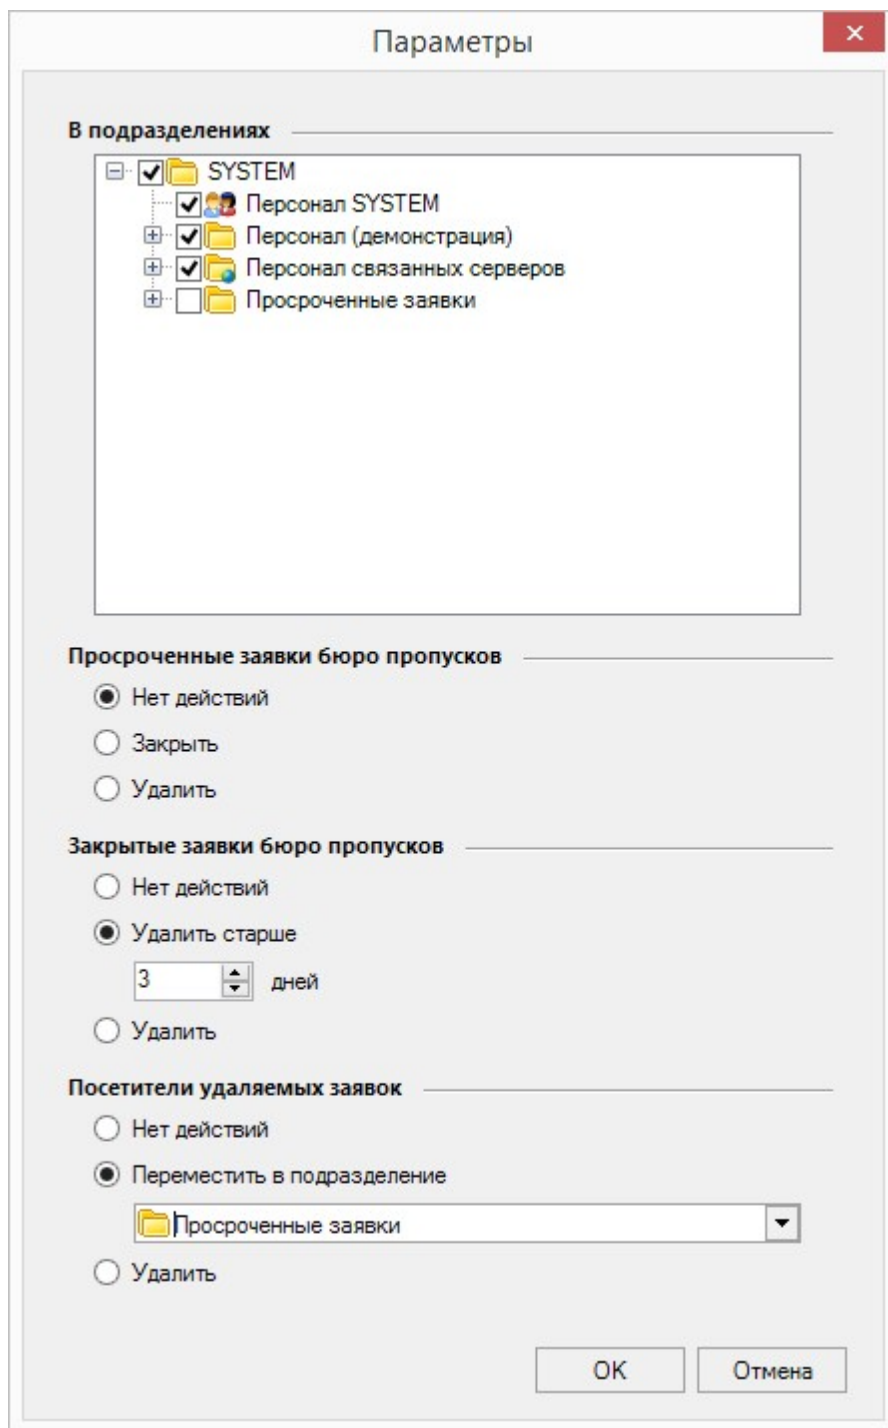 Параметры
В подразделениях
SYSTEM
Персонал SYSTEM
Персонал (демонстрация)
Персонал связанных серверов
Просроченные заявки
Просроченные заявки бюро пропусков
Нет действий
Закрыть
Удалить
Закрытые заявки бюро пропусков
Нет действий
Удалить старше
3 дней
Удалить
Посетители удаляемых заявок
Нет действий
Переместить в подразделение
Просроченные заявки
Удалить
OK Отмена